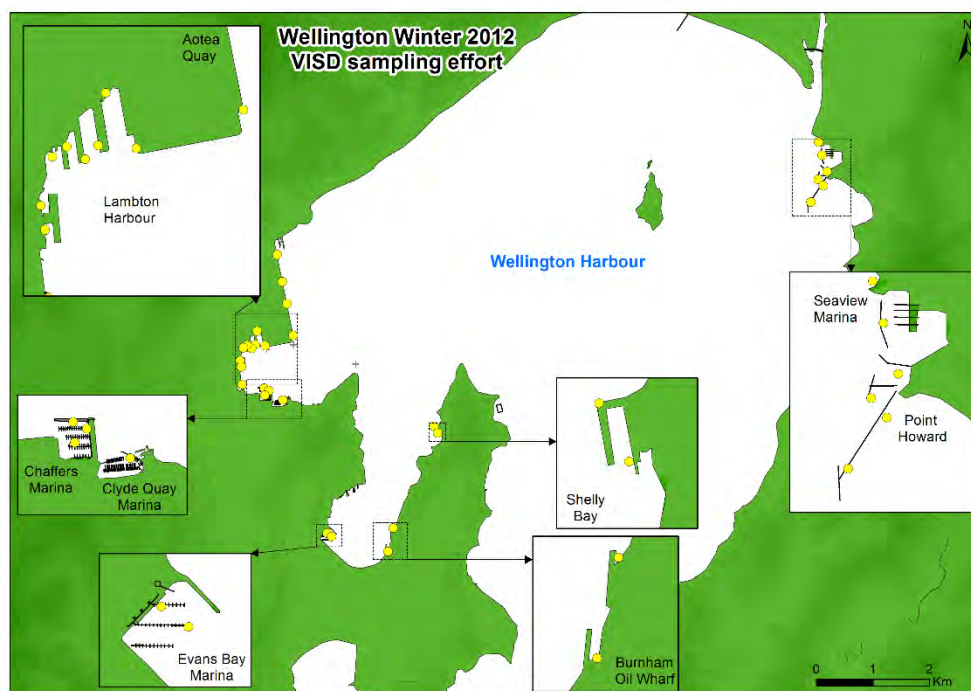 Wellington Winter 2012
VISD sampling effort
N
Aotea
Quay
Lambton
Harbour
Wellington Harbour
Seaview
Marina
Point
Howard
Chaffers
Marina
Clyde Quay
Marina
Shelly
Bay
Evans Bay
Marina
Burnham
Oil Wharf
0 1 2
Km